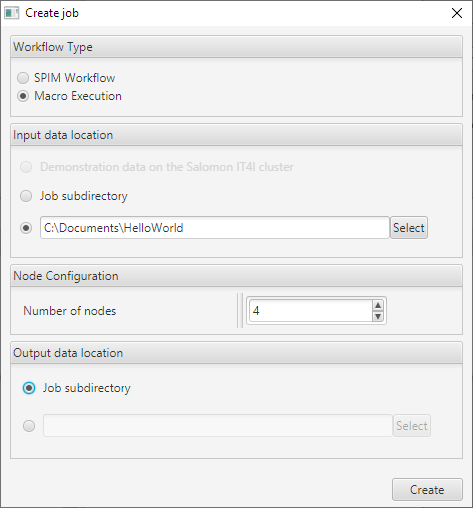 Create job
Workflow Type
SPIM Workflow
Macro Execution
Input data location
Demonstration data on the Salomon IT4I cluster
Job subdirectory
C:\Documents\HelloWorld Select
Node Configuration
Number of nodes 4
Output data location
Job subdirectory
Select
Create